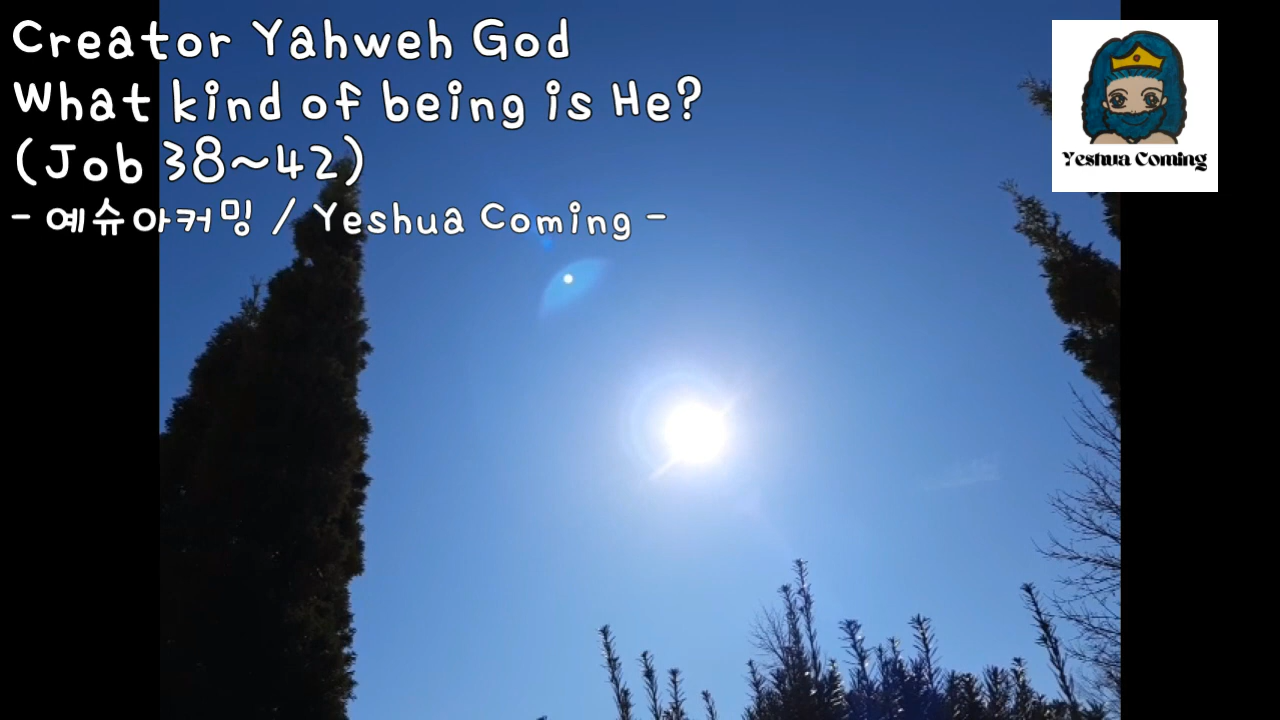 Creator Yahweh God
What kind of being is He?
(Job 38~42)
- 예슈아커밍 / Yeshua Coming -
Yeshua Coming